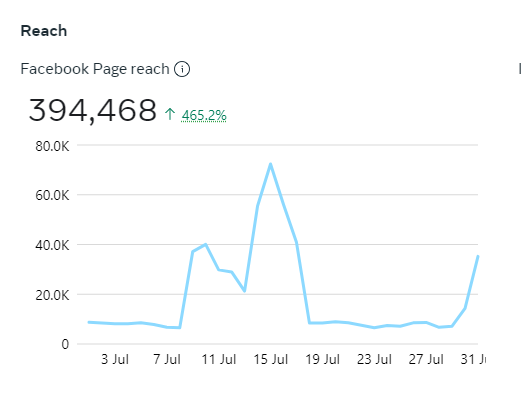 Reach
Facebook Page reach
394,468 ↑ 465.2%
80.0K
60.0K
40.0K
20.0K
0
3 Jul 7 Jul 11 Jul 15 Jul 19 Jul 23 Jul 27 Jul 31